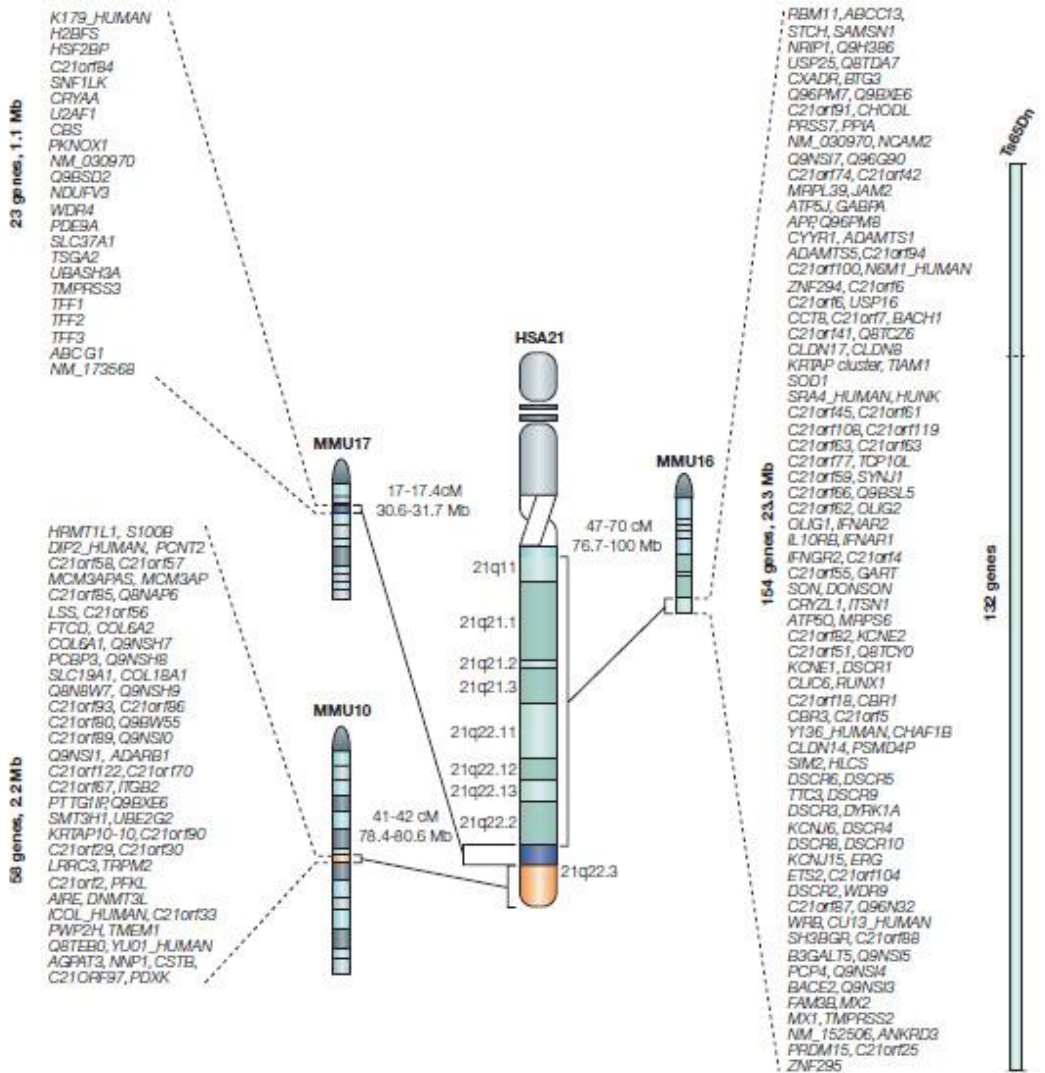 K179_HUMAN
H2BFS
HSF2BP
C21orf84
SNF1LK
CRYAA
U2AF1
CBS
PKNOX1
NM_030970
Q9BSD2
NDUFV3
WDR4
PDE9A
SLC37A1
TSGA2
UBASH3A
TMPRSS3
TFF1
TFF2
TFF3
ABC G1
NM_173568
23 genes, 1.1 Mb
HRMT1L1, S100B
DIP2_HUMAN, PCNT2
C21orf58, C21orf57
MCM3APAS, MCM3AP
C21orf85, Q8NAP6
LSS, C21orf56
FTCD, COL6A2
COL6A1, Q9NSH7
PCBP3, Q9NSH8
SLC19A1, COL18A1
Q8N8W7, Q9NSH9
C21orf93, C21orf86
C21orf80, Q9BW55
C21orf89, Q9NSI0
Q9NSI1, ADARB1
C21orf122, C21orf70
C21orf67, ITGB2
PTTG1IP, Q9BXE6
SMT3H1, UBE2G2
KRTAP10-10, C21orf90
C21orf29, C21orf30
LRRC3, TRPM2
C21orf2, PFKL
AIRE, DNMT3L
ICOL_HUMAN, C21orf33
PWP2H, TMEM1
Q8TEB0, YU01_HUMAN
AGPAT3, NNP1, CSTB,
C21ORF97, PDXK
58 genes, 2.2 Mb
MMU17
17-17.4cM
30.6-31.7 Mb
MMU10
41-42 cM
78.4-80.6 Mb
HSA21
21q11
21q21.1
21q21.2
21q21.3
21q22.11
21q22.12
21q22.13
21q22.2
21q22.3
MMU16
47-70 cM
76.7-100 Mb
154 genes, 23.3 Mb
RBM11, ABCC13,
STCH, SAMSN1
NRIP1, Q9H386
USP25, Q8TDA7
CXADR, BTG3
Q96PM7, Q9BXE6
C21orf91, CHODL
PRSS7, PPIA
NM_030970, NCAM2
Q9NSI7, Q96G90
C21orf74, C21orf42
MRPL39, JAM2
ATP5J, GABPA
APP, Q96PM8
CYYR1, ADAMTS1
ADAMTS5, C21orf94
C21orf100, N6M1_HUMAN
ZNF294, C21orf6
C21orf6, USP16
CCT8, C21orf7, BACH1
C21orf41, Q8TCZ6
CLDN17, CLDN8
KRTAP cluster, TIAM1
SOD1
SRA4_HUMAN, HUNK
C21orf45, C21orf61
C21orf108, C21orf119
C21orf63, C21orf63
C21orf77, TCP10L
C21orf59, SYNJ1
C21orf66, Q9BSL5
C21orf62, OLIG2
OLIG1, IFNAR2
IL10RB, IFNAR1
IFNGR2, C21orf4
C21orf55, GART
SON, DONSON
CRYZL1, ITSN1
ATP5O, MRPS6
C21orf82, KCNE2
C21orf51, Q8TCY0
KCNE1, DSCR1
CLIC6, RUNX1
C21orf18, CBR1
CBR3, C21orf5
Y136_HUMAN, CHAF1B
CLDN14, PSMD4P
SIM2, HLCS
DSCR6, DSCR5
TTC3, DSCR9
DSCR3, DYRK1A
KCNJ6, DSCR4
DSCR8, DSCR10
KCNJ15, ERG
ETS2, C21orf104
DSCR2, WDR9
C21orf87, Q96N32
WRB, CU13_HUMAN
SH3BGR, C21orf88
B3GALT5, Q9NSI5
PCP4, Q9NSI4
BACE2, Q9NSI3
FAM3B, MX2
MX1, TMPRSS2
NM_152506, ANKRD3
PRDM15, C21orf25
ZNF295
Ts65Dn
132 genes